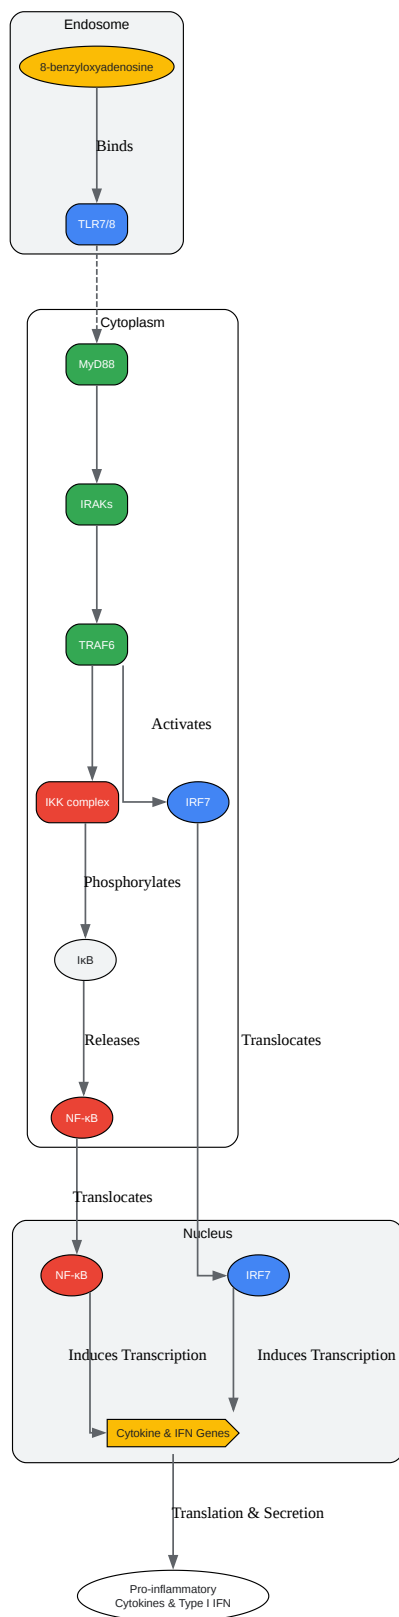 Endosome
8-benzyloxyadenosine
Binds
TLR7/8
Cytoplasm
MyD88
IRAKs
TRAF6
Activates
IKK complex
IRF7
Phosphorylates
IκB
Releases
Translocates
NF-κB
Translocates
Nucleus
NF-κB
IRF7
Induces Transcription
Induces Transcription
Cytokine & IFN Genes
Translation & Secretion
Pro-inflammatory
Cytokines & Type I IFN